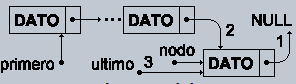 DATO DATO 2 NULL
nodo 1
primero ultimo 3 DATO